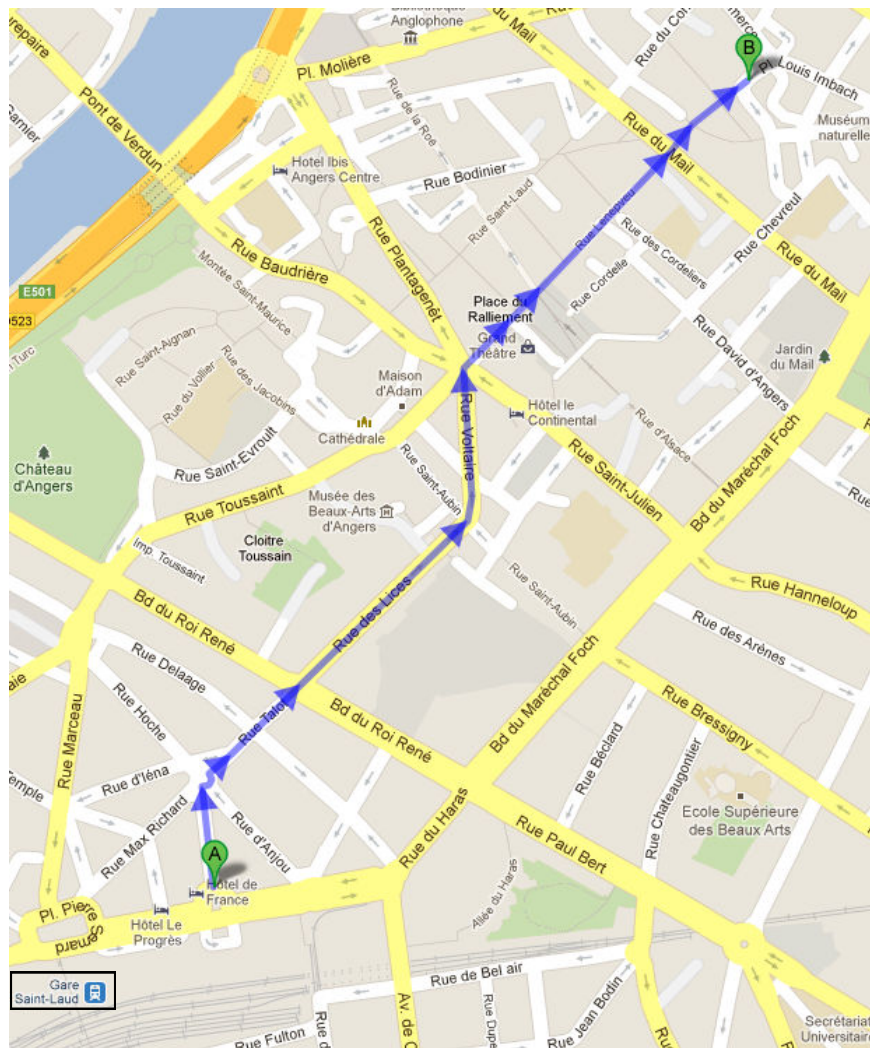 Bibliothèque
Anglophone
Pl. Molière
Rue du Mail
B
Pl. Louis Imbach
Pont de Verdun
Rue de la Roë
Muséum
naturelle
Hotel Ibis
Angers Centre
Rue Bodinier
Rue du Mail
Rue Saint-Laud
Rue Lenepveu
Rue Chevreul
Rue Plantagenêt
Rue des Cordeliers
Rue Baudrière
Montée Saint-Maurice
Rue Cordelle
Rue du Mail
E501
Place du
Ralliement
Grand
Théâtre
Rue Saint-Aignan
Rue du Vollier
Rue des Jacobins
Maison
d'Adam
Jardin
du Mail
Rue David d'Angers
Hôtel le
Continental
Rue Voltaire
Cathédrale
Rue d'Alsace
Château
d'Angers
Rue Saint-Evroult
Rue Saint-Aubin
Rue Saint-Julien
Bd du Maréchal Foch
Rue Toussaint
Musée des
Beaux-Arts
d'Angers
Cloitre
Toussain
Imp. Toussaint
Rue Saint-Aubin
Rue Hanneloup
Bd du Roi René
Rue des Lices
Rue des Arènes
Rue Delaage
Bd du Maréchal Foch
Rue Talot
Bd du Roi René
Rue Bressigny
Rue Hoche
Rue Marceau
Rue Béclard
Rue Chateaugontier
Temple
Rue d'Iéna
Ecole Supérieure
des Beaux Arts
Rue Max Richard
Rue d'Anjou
Rue du Haras
Rue Paul Bert
A
Hôtel de
France
Allée du Haras
Pl. Pierre
Semard
Hôtel Le
Progrès
Gare
Saint-Laud
Rue de Bel air
Rue Jean Bodin
Rue Fulton
Secrétariat
Universitaire